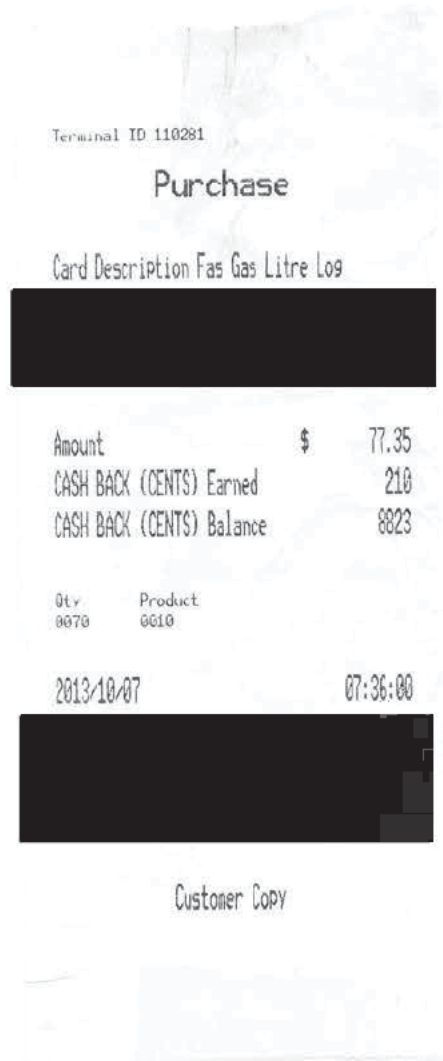 Terminal ID 110281
Purchase
Card Description Fas Gas Litre Log
Amount $ 77.35
CASH BACK (CENTS) Earned 210
CASH BACK (CENTS) Balance 8823
Qty Product
0070 0010
2013/10/07 07:36:00
Customer Copy